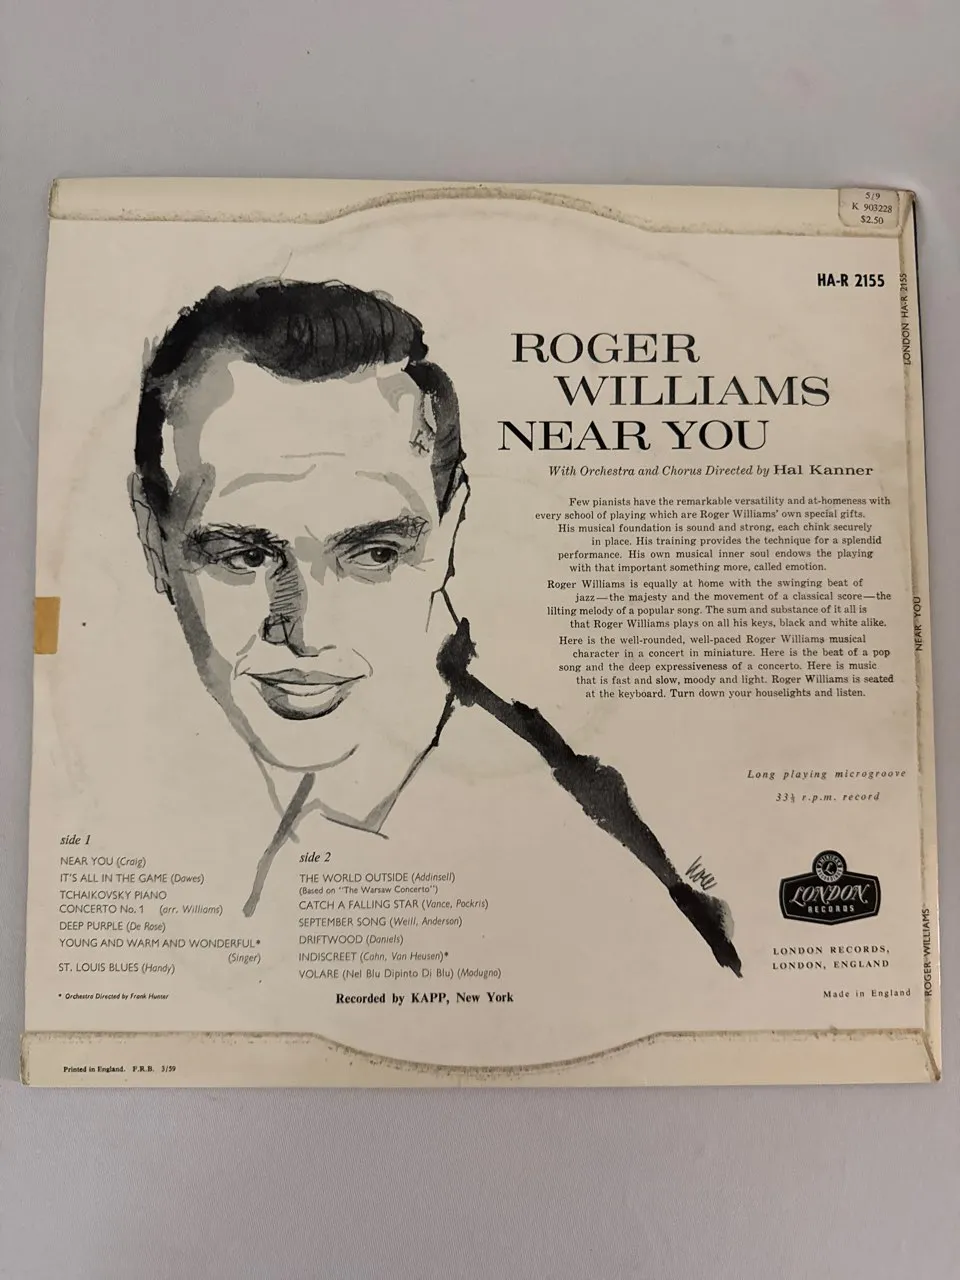 5/9
K 903228
$2.50
HA-R 2155
ROGER
WILLIAMS
NEAR YOU
With Orchestra and Chorus Directed by Hal Kanner
Few pianists have the remarkable versatility and at-homeness with
every school of playing which are Roger Williams' own special gifts.
His musical foundation is sound and strong, each chink securely
in place. His training provides the technique for a splendid
performance. His own musical inner soul endows the playing
with that important something more, called emotion.
Roger Williams is equally at home with the swinging beat of
jazz—the majesty and the movement of a classical score—the
lilting melody of a popular song. The sum and substance of it all is
that Roger Williams plays on all his keys, black and white alike.
Here is the well-rounded, well-paced Roger Williams musical
character in a concert in miniature. Here is the beat of a pop
song and the deep expressiveness of a concerto. Here is music
that is fast and slow, moody and light. Roger Williams is seated
at the keyboard. Turn down your houselights and listen.
Long playing microgroove
33⅓ r.p.m. record
side 1
NEAR YOU (Craig)
IT'S ALL IN THE GAME (Dawes)
TCHAIKOVSKY PIANO
CONCERTO No. 1 (arr. Williams)
DEEP PURPLE (De Rose)
YOUNG AND WARM AND WONDERFUL*
(Singer)
ST. LOUIS BLUES (Handy)
* Orchestra Directed by Frank Hunter
side 2
THE WORLD OUTSIDE (Addinsell)
(Based on "The Warsaw Concerto")
CATCH A FALLING STAR (Vance, Pockris)
SEPTEMBER SONG (Weill, Anderson)
DRIFTWOOD (Daniels)
INDISCREET (Cahn, Van Heusen)*
VOLARE (Nel Blu Dipinto Di Blu) (Modugno)
Recorded by KAPP, New York
LONDON
RECORDS
LONDON RECORDS,
LONDON, ENGLAND
Made in England
Printed in England. F.R.B. 3/59
LONDON HA-R 2155
NEAR YOU
ROGER WILLIAMS